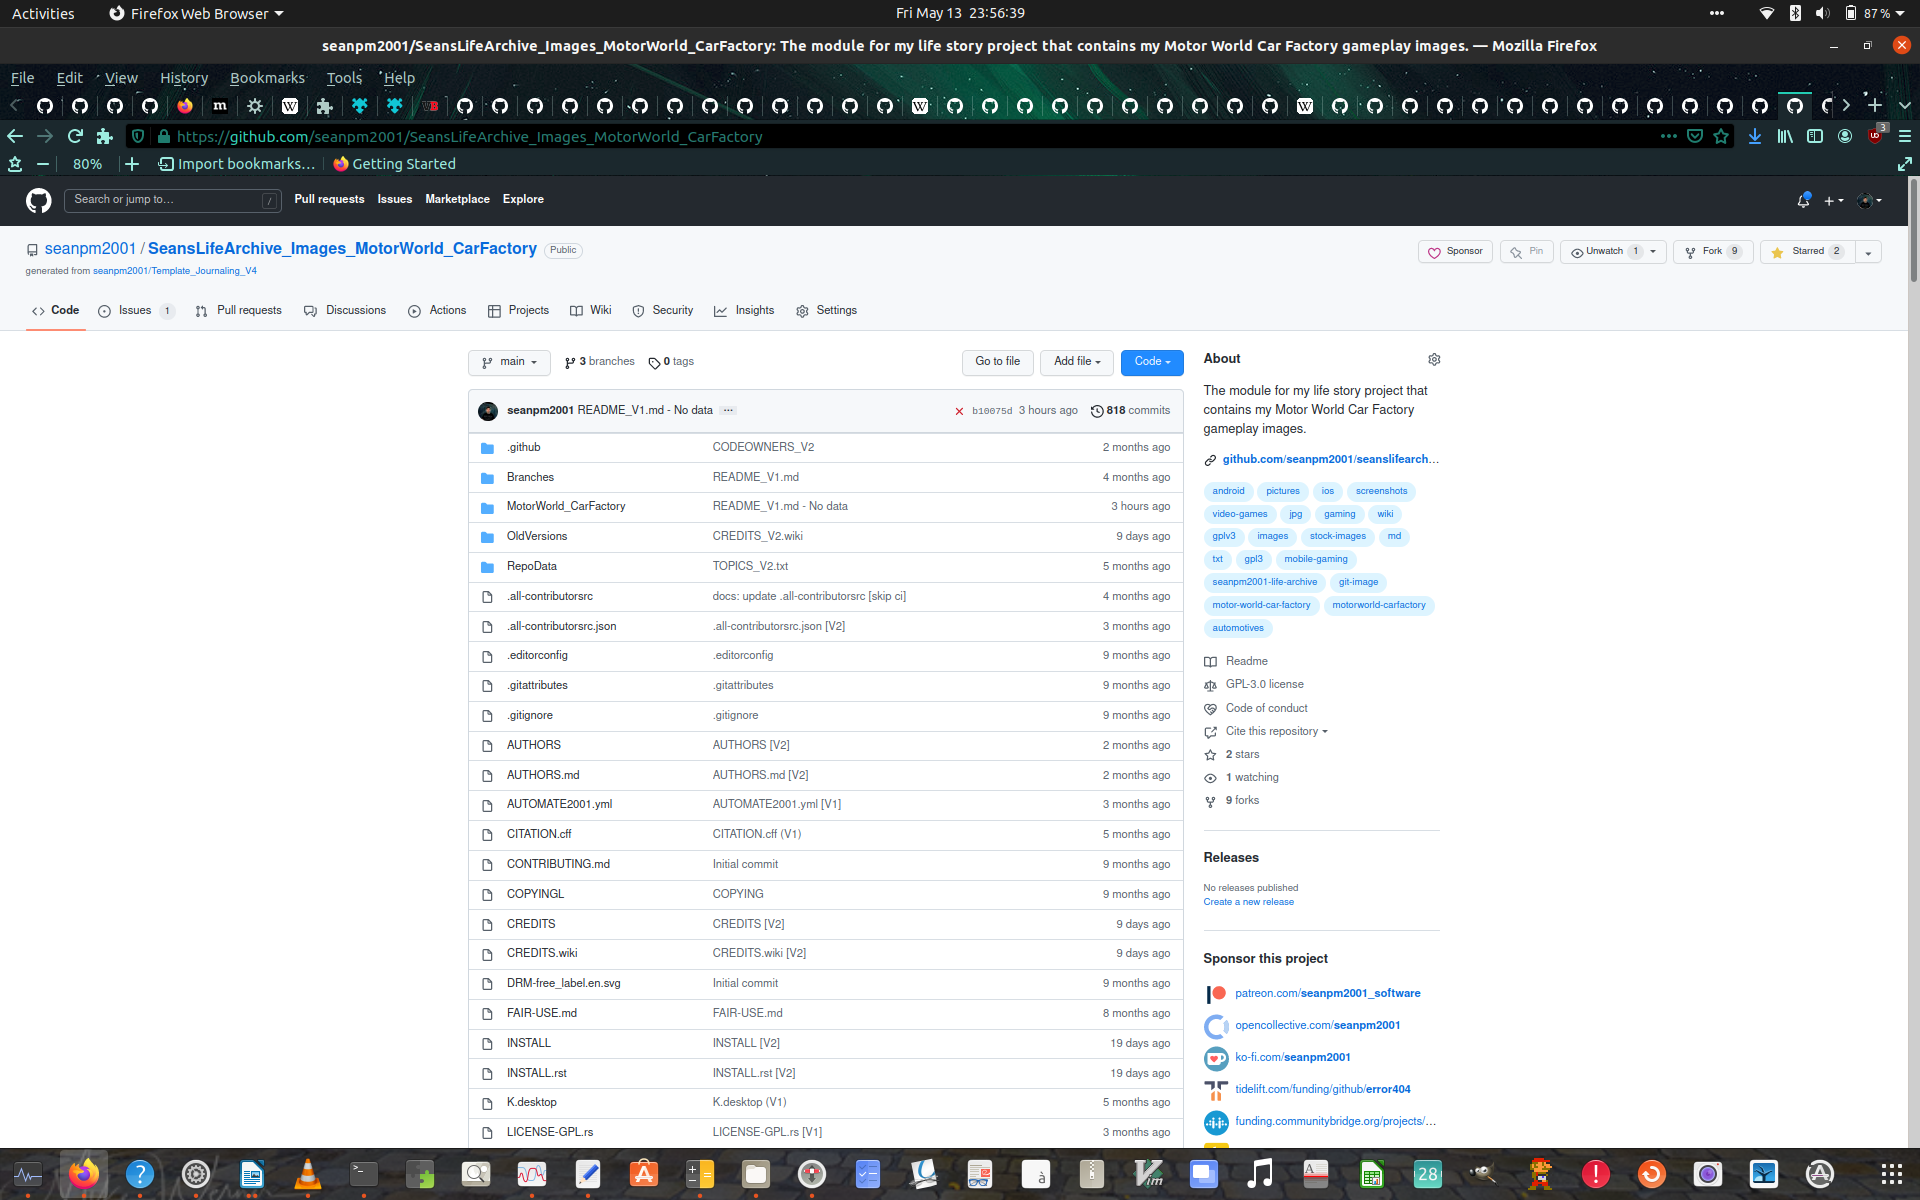 Activities
Firefox Web Browser
Fri May 13  23:56:39
87 %
seanpm2001/SeansLifeArchive_Images_MotorWorld_CarFactory: The module for my life story project that contains my Motor World Car Factory gameplay images. — Mozilla Firefox
File Edit View History Bookmarks Tools Help
https://github.com/seanpm2001/SeansLifeArchive_Images_MotorWorld_CarFactory
3
80%
Import bookmarks...
Getting Started
Search or jump to...
/
Pull requests Issues Marketplace Explore
seanpm2001 / SeansLifeArchive_Images_MotorWorld_CarFactory Public
generated from seanpm2001/Template_Journaling_V4
Sponsor Pin Unwatch 1 Fork 9 Starred 2
Code Issues 1 Pull requests Discussions Actions Projects Wiki Security Insights Settings
main 3 branches 0 tags Go to file Add file Code
seanpm2001 README_V1.md - No data ... b10075d 3 hours ago 818 commits
.github CODEOWNERS_V2 2 months ago
Branches README_V1.md 4 months ago
MotorWorld_CarFactory README_V1.md - No data 3 hours ago
OldVersions CREDITS_V2.wiki 9 days ago
RepoData TOPICS_V2.txt 5 months ago
.all-contributorsrc docs: update .all-contributorsrc [skip ci] 4 months ago
.all-contributorsrc.json .all-contributorsrc.json [V2] 3 months ago
.editorconfig .editorconfig 9 months ago
.gitattributes .gitattributes 9 months ago
.gitignore .gitignore 9 months ago
AUTHORS AUTHORS [V2] 2 months ago
AUTHORS.md AUTHORS.md [V2] 2 months ago
AUTOMATE2001.yml AUTOMATE2001.yml [V1] 3 months ago
CITATION.cff CITATION.cff (V1) 5 months ago
CONTRIBUTING.md Initial commit 9 months ago
COPYINGL COPYING 9 months ago
CREDITS CREDITS [V2] 9 days ago
CREDITS.wiki CREDITS.wiki [V2] 9 days ago
DRM-free_label.en.svg Initial commit 9 months ago
FAIR-USE.md FAIR-USE.md 8 months ago
INSTALL INSTALL [V2] 19 days ago
INSTALL.rst INSTALL.rst [V2] 19 days ago
K.desktop K.desktop (V1) 5 months ago
LICENSE-GPL.rs LICENSE-GPL.rs [V1] 3 months ago
About
The module for my life story project that
contains my Motor World Car Factory
gameplay images.
github.com/seanpm2001/seanslifearch...
android pictures ios screenshots
video-games jpg gaming wiki
gplv3 images stock-images md
txt gpl3 mobile-gaming
seanpm2001-life-archive git-image
motor-world-car-factory motorworld-carfactory
automotives
Readme
GPL-3.0 license
Code of conduct
Cite this repository
2 stars
1 watching
9 forks
Releases
No releases published
Create a new release
Sponsor this project
patreon.com/seanpm2001_software
opencollective.com/seanpm2001
ko-fi.com/seanpm2001
tidelift.com/funding/github/error404
funding.communitybridge.org/projects/...
28